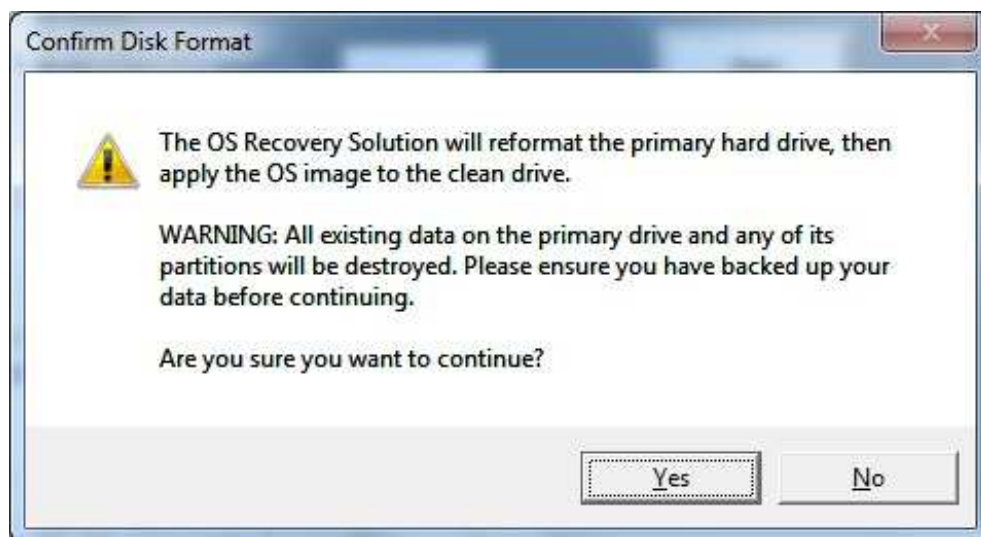 Confirm Disk Format
The OS Recovery Solution will reformat the primary hard drive, then
apply the OS image to the clean drive.
WARNING: All existing data on the primary drive and any of its
partitions will be destroyed. Please ensure you have backed up your
data before continuing.
Are you sure you want to continue?
Yes
No